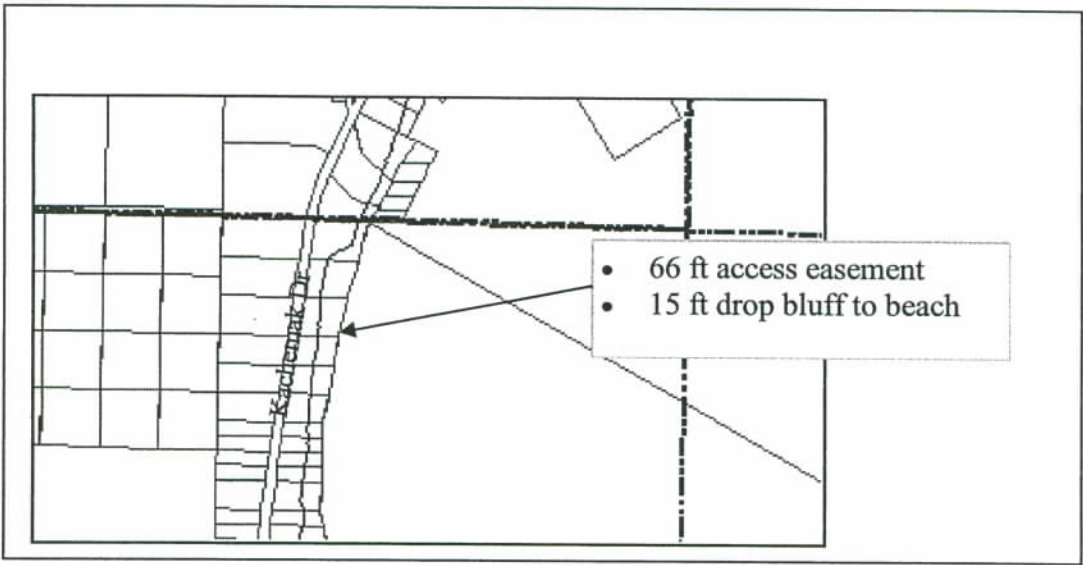 • 66 ft access easement
• 15 ft drop bluff to beach
Kachemak Dr